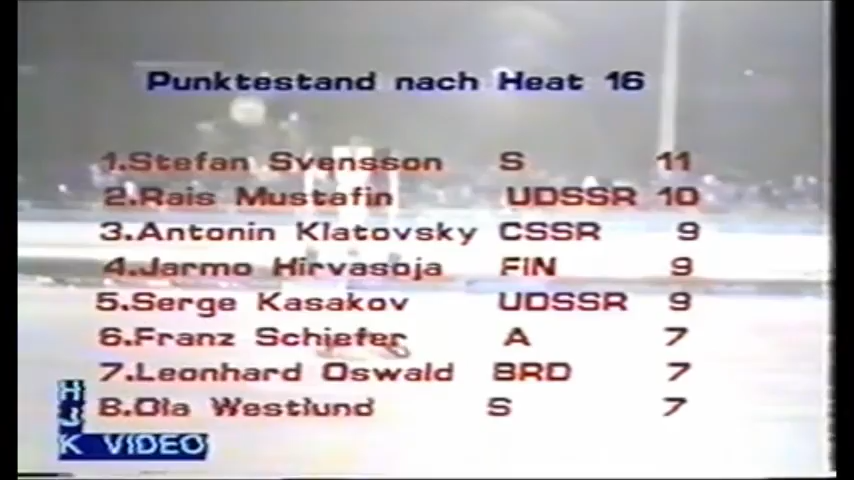 Punktestand nach Heat 16
1.Stefan Svensson S 11
2.Rais Mustafin UDSSR 10
3.Antonin Klatovsky CSSR 9
4.Jarmo Hirvasoja FIN 9
5.Serge Kasakov UDSSR 9
6.Franz Schiefer A 7
7.Leonhard Oswald BRD 7
8.Ola Westlund S 7
HJK VIDEO